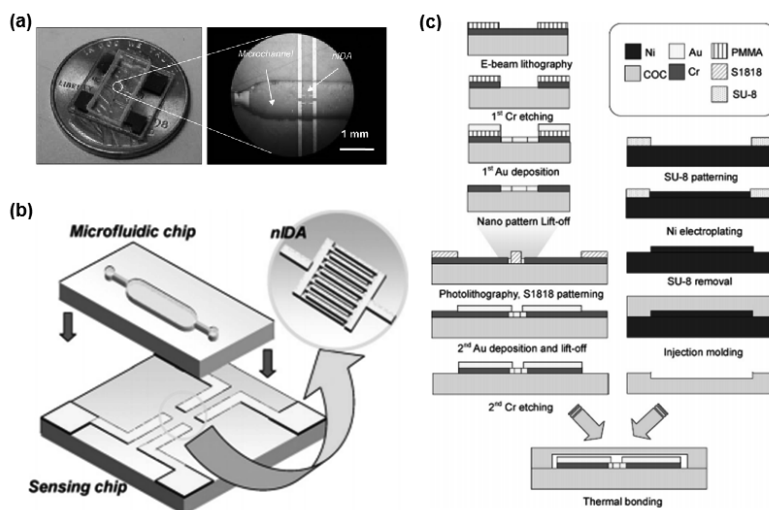 (a)
Microchannel
nIDA
1 mm
(b)
Microfluidic chip
nIDA
Sensing chip
(c)
E-beam lithography
1st Cr etching
1st Au deposition
Nano pattern Lift-off
Photolithography, S1818 patterning
2nd Au deposition and lift-off
2nd Cr etching
Ni
Au
PMMA
COC
Cr
S1818
SU-8
SU-8 patterning
Ni electroplating
SU-8 removal
Injection molding
Thermal bonding